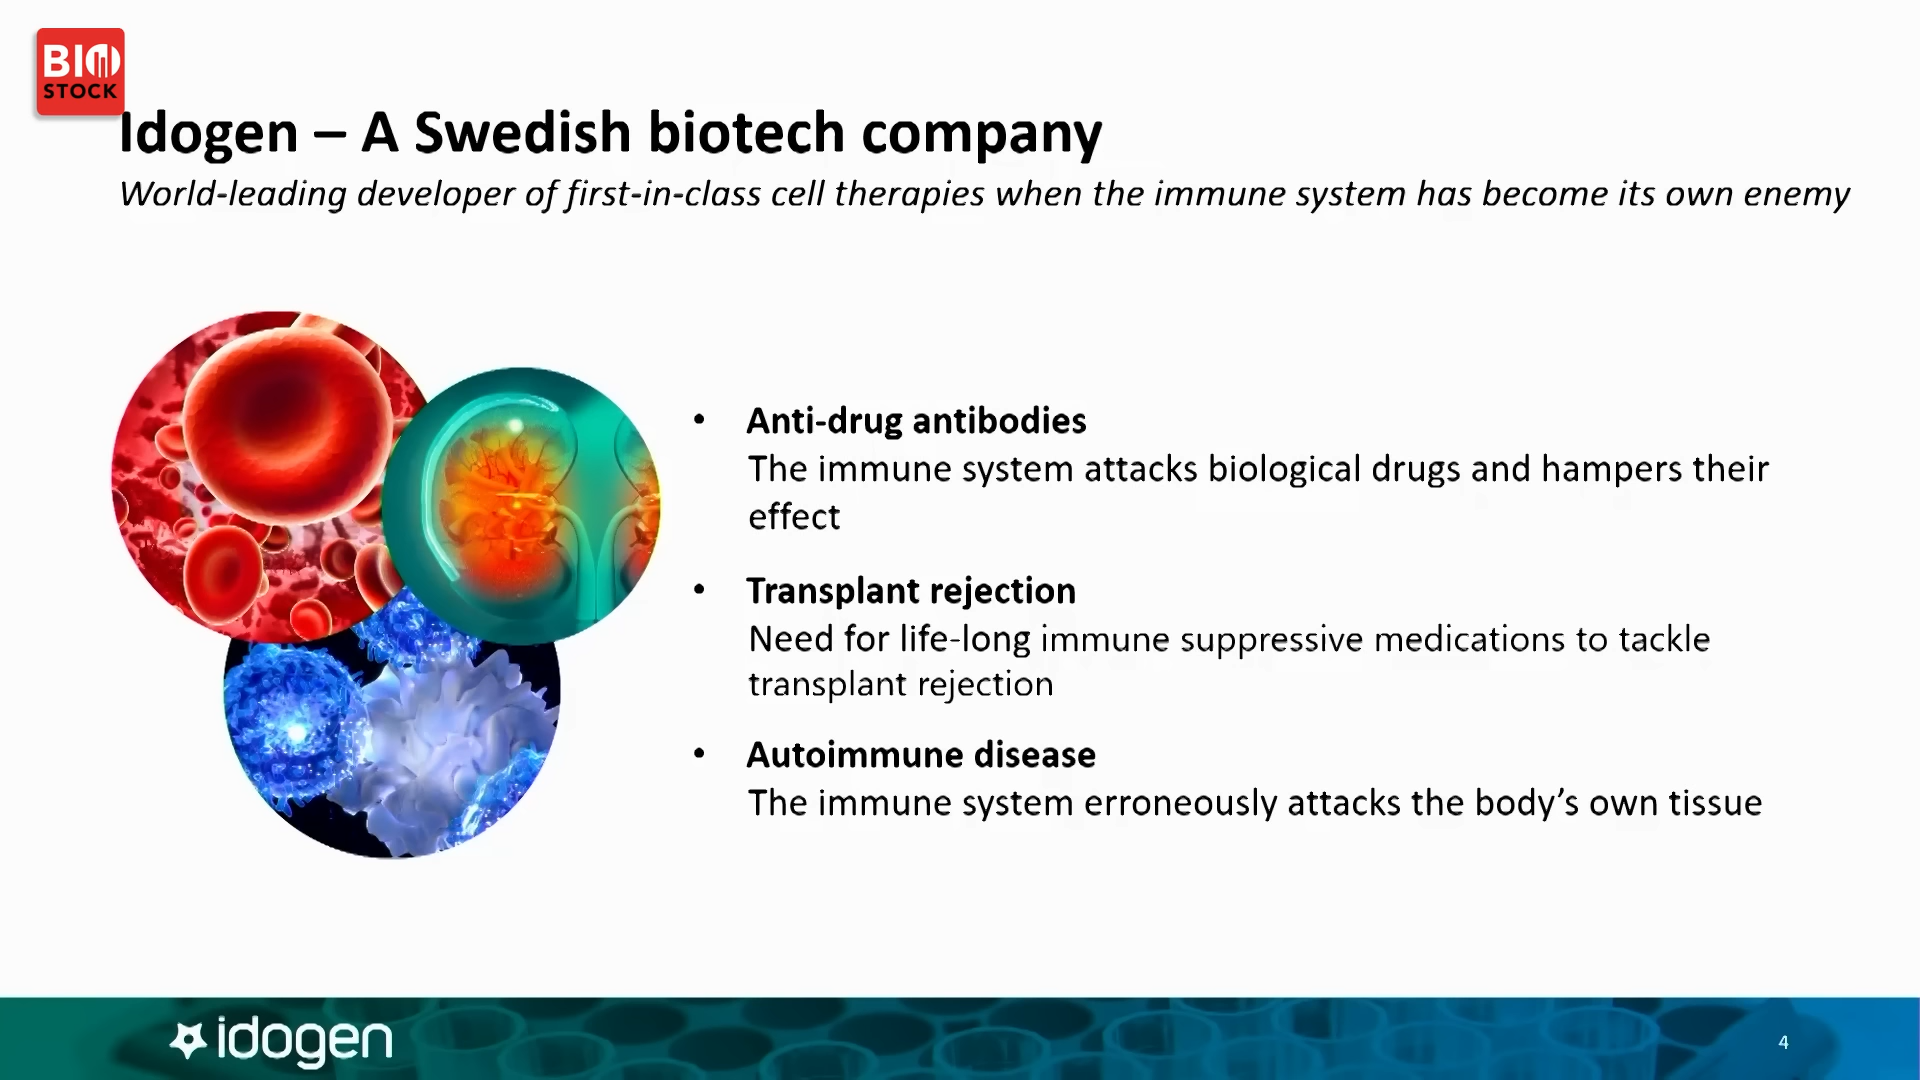 BIO
STOCK
Idogen – A Swedish biotech company
World-leading developer of first-in-class cell therapies when the immune system has become its own enemy
• Anti-drug antibodies
The immune system attacks biological drugs and hampers their
effect
• Transplant rejection
Need for life-long immune suppressive medications to tackle
transplant rejection
• Autoimmune disease
The immune system erroneously attacks the body’s own tissue
idogen
4